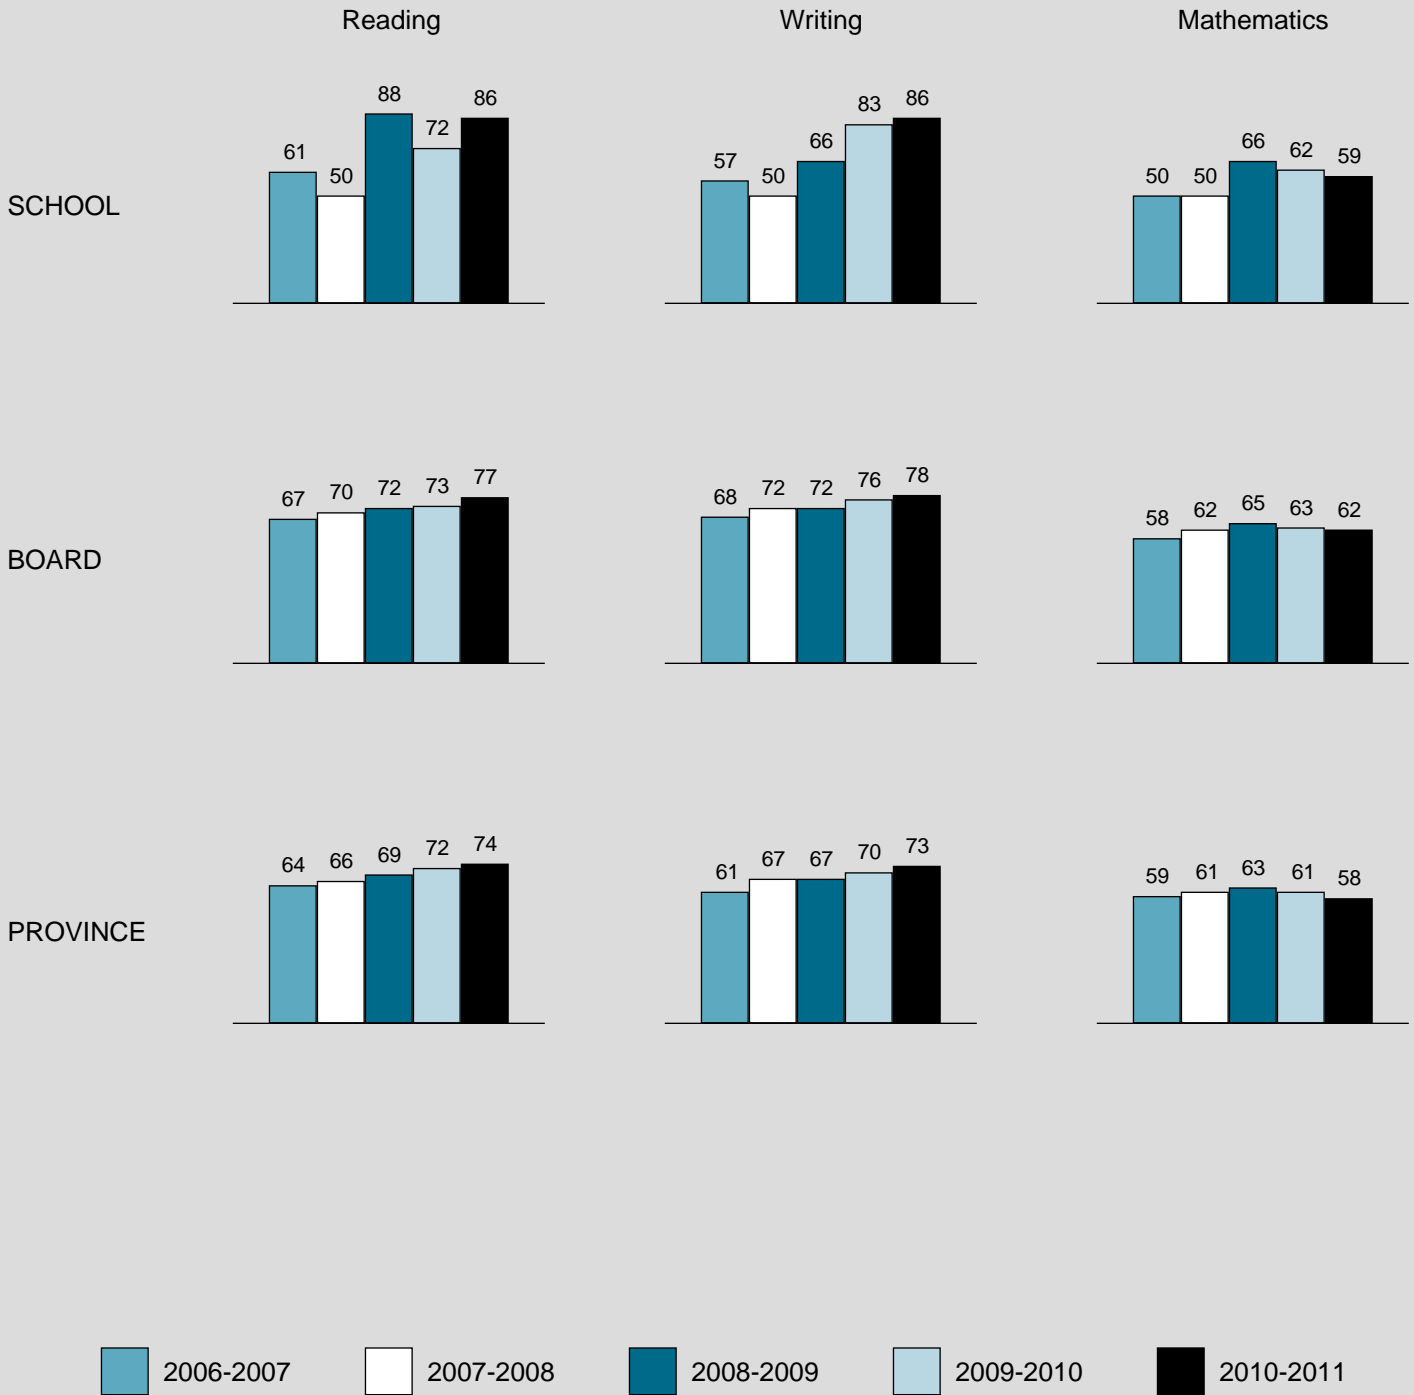 Reading Writing Mathematics
SCHOOL
61 50 88 72 86
57 50 66 83 86
50 50 66 62 59
BOARD
67 70 72 73 77
68 72 72 76 78
58 62 65 63 62
PROVINCE
64 66 69 72 74
61 67 67 70 73
59 61 63 61 58
2006-2007 2007-2008 2008-2009 2009-2010 2010-2011